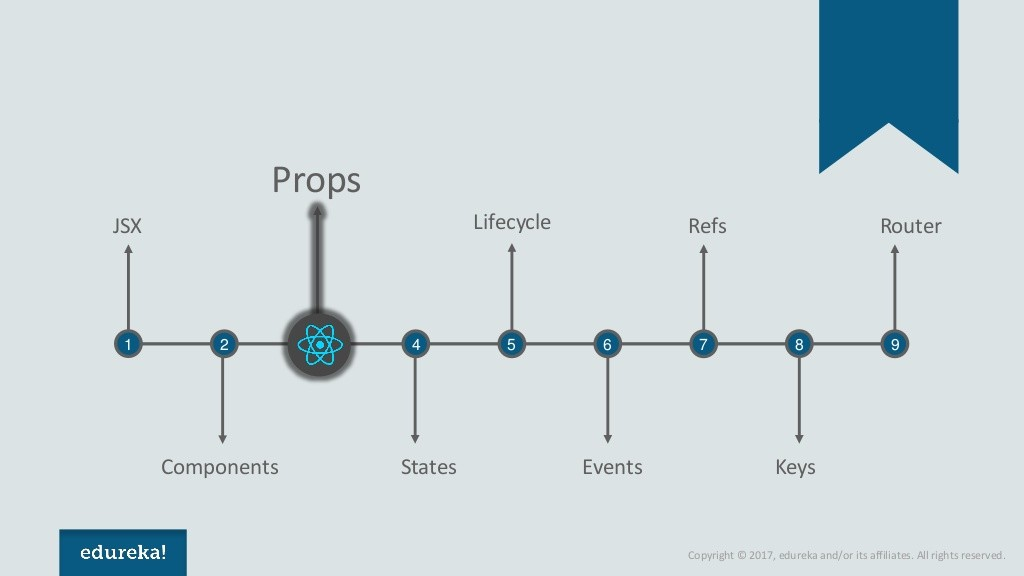 Props
JSX
Lifecycle
Refs
Router
1
2
4
5
6
7
8
9
Components
States
Events
Keys
edureka!
Copyright © 2017, edureka and/or its affiliates. All rights reserved.